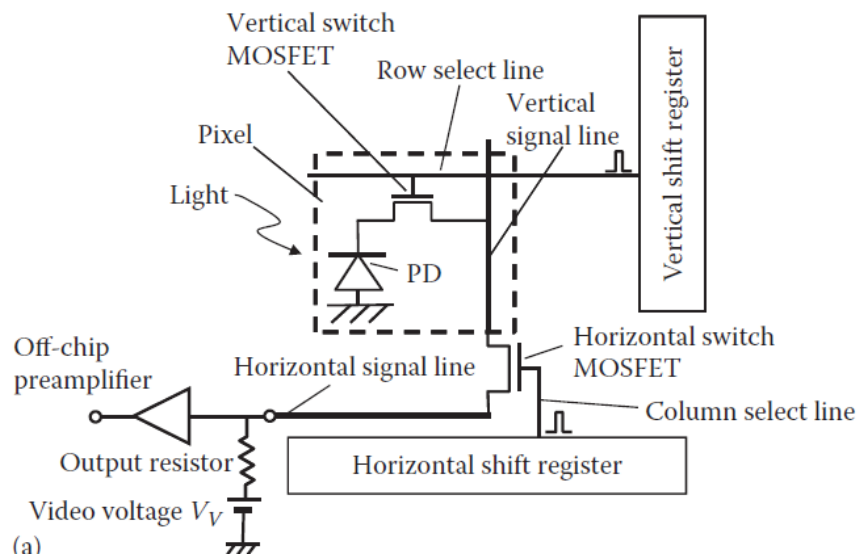 Vertical switch
MOSFET
Row select line
Vertical
signal line
Pixel
Light
PD
Vertical shift register
Off-chip
preamplifier
Horizontal signal line
Horizontal switch
MOSFET
Column select line
Output resistor
Horizontal shift register
Video voltage V_V
(a)